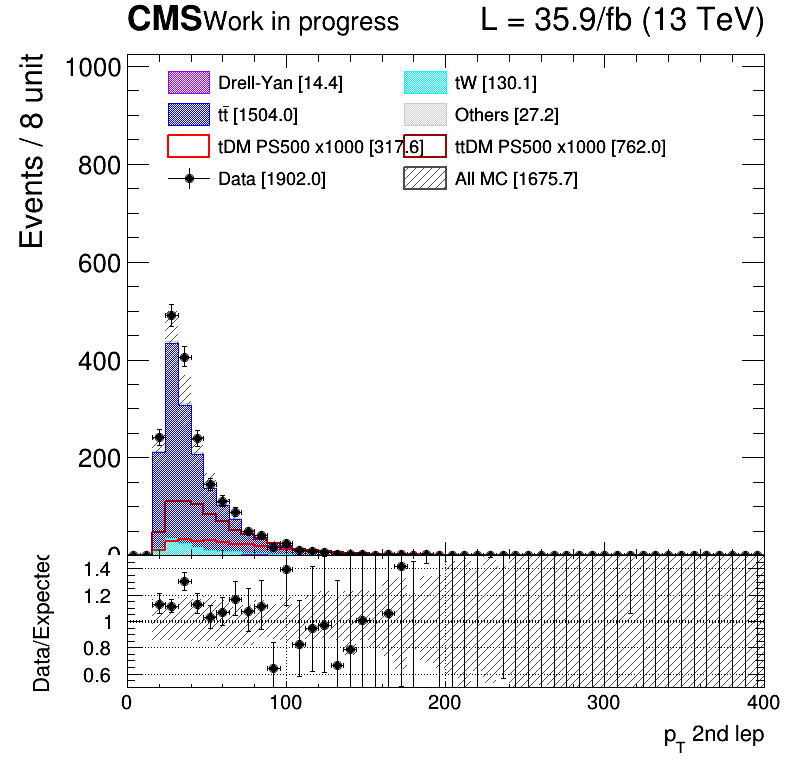 CMS Work in progress L = 35.9/fb (13 TeV)
Events / 8 unit
1000
800
600
400
200
0
Drell-Yan [14.4] tW [130.1]
tt̄ [1504.0] Others [27.2]
tDM PS500 x1000 [317.6] ttDM PS500 x1000 [762.0]
Data [1902.0] All MC [1675.7]
Data/Expected
1.4
1.2
1
0.8
0.6
0 100 200 300 400
p_T 2nd lep